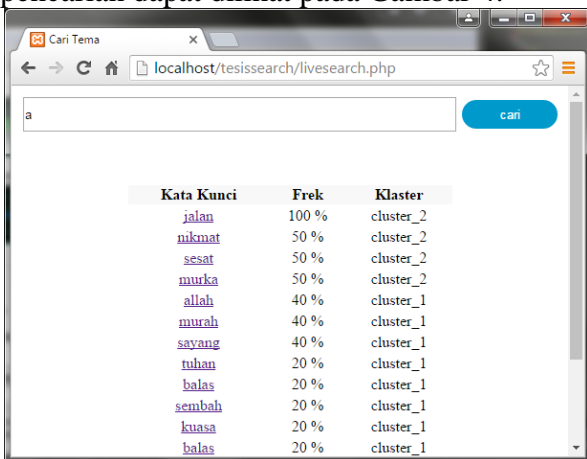 pencarian dapat dilihat pada Gambar 4.
Cari Tema
localhost/tesissearch/livesearch.php
a
cari
Kata Kunci Frek Klaster
jalan 100 % cluster_2
nikmat 50 % cluster_2
sesat 50 % cluster_2
murka 50 % cluster_2
allah 40 % cluster_1
murah 40 % cluster_1
sayang 40 % cluster_1
tuhan 20 % cluster_1
balas 20 % cluster_1
sembah 20 % cluster_1
kuasa 20 % cluster_1
balas 20 % cluster_1